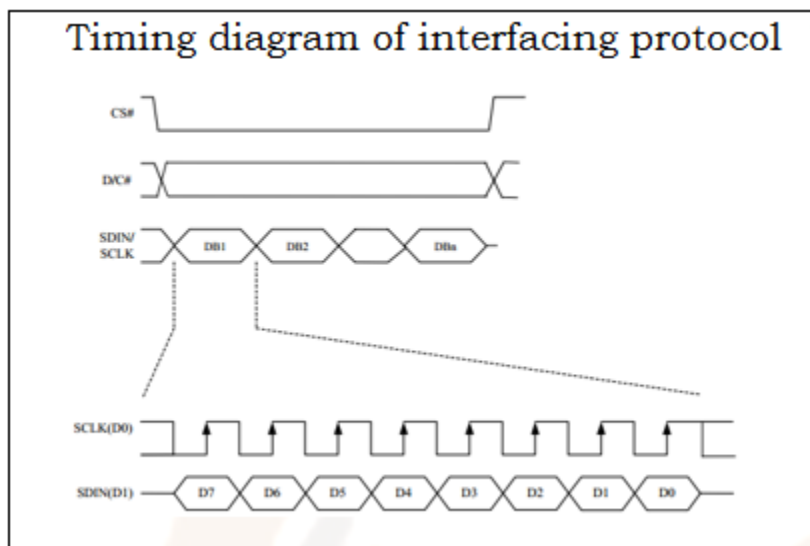 Timing diagram of interfacing protocol
CS#
D/C#
SDIN/
SCLK
DB1 DB2 DBn
SCLK(D0)
SDIN(D1) D7 D6 D5 D4 D3 D2 D1 D0